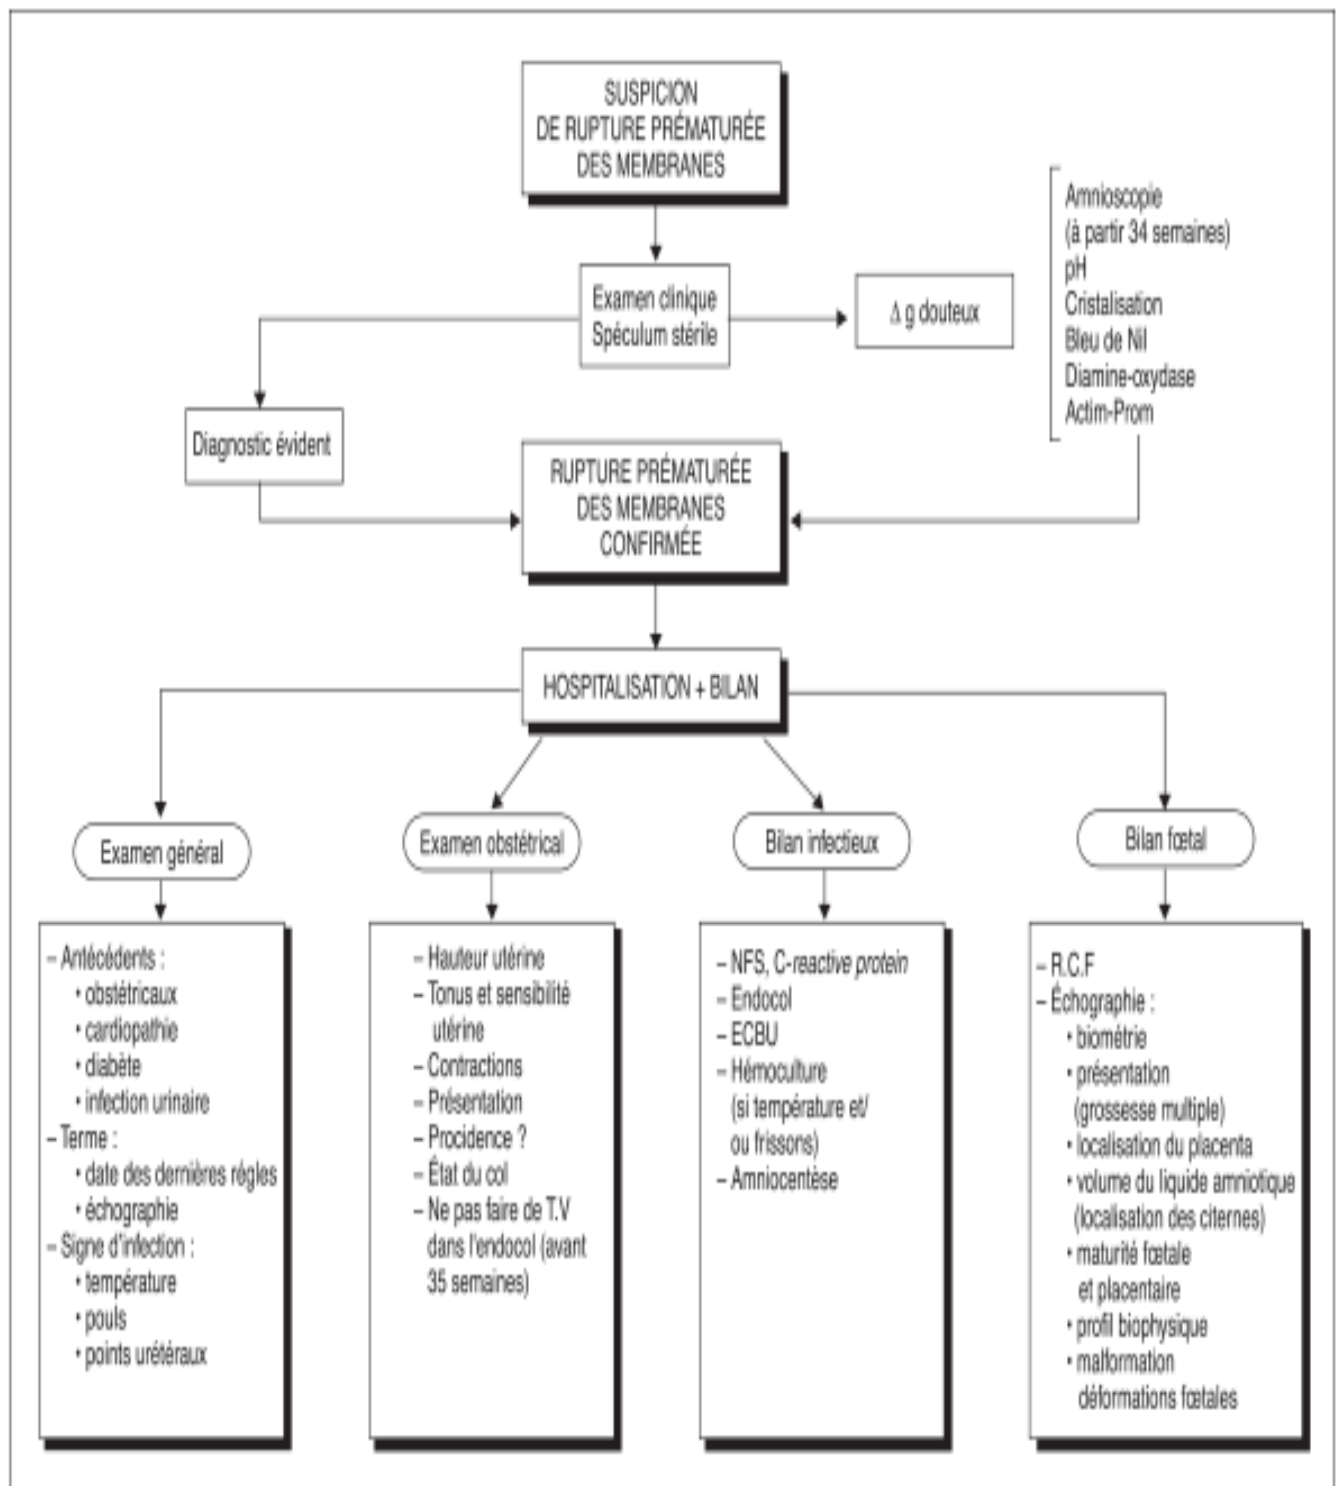 SUSPICION
DE RUPTURE PRÉMATURÉE
DES MEMBRANES
Examen clinique
Spéculum stérile
Δ g douteux
Amnioscopie
(à partir 34 semaines)
pH
Cristalisation
Bleu de Nil
Diamine-oxydase
Actim-Prom
Diagnostic évident
RUPTURE PRÉMATURÉE
DES MEMBRANES
CONFIRMÉE
HOSPITALISATION + BILAN
Examen général
– Antécédents :
• obstétricaux
• cardiopathie
• diabète
• infection urinaire
– Terme :
• date des dernières régles
• échographie
– Signe d'infection :
• température
• pouls
• points urétéraux
Examen obstétrical
– Hauteur utérine
– Tonus et sensibilité
utérine
– Contractions
– Présentation
– Procidence ?
– État du col
– Ne pas faire de T.V
dans l'endocol (avant
35 semaines)
Bilan infectieux
– NFS, C-reactive protein
– Endocol
– ECBU
– Hémoculture
(si température et/
ou frissons)
– Amniocentèse
Bilan fœtal
– R.C.F
– Échographie :
• biométrie
• présentation
(grossesse multiple)
• localisation du placenta
• volume du liquide amniotique
(localisation des citernes)
• maturité fœtale
et placentaire
• profil biophysique
• malformation
déformations fœtales